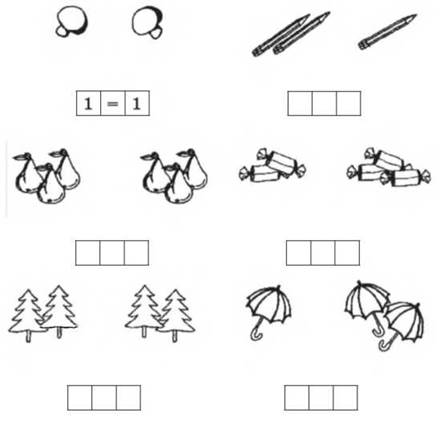 1 = 1